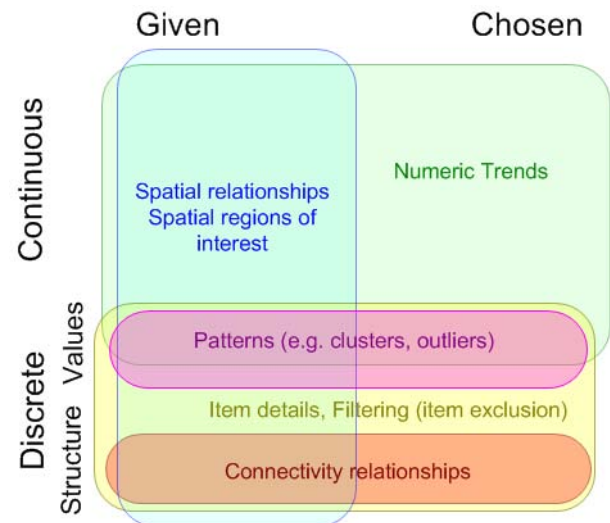 Given
Chosen
Continuous
Numeric Trends
Spatial relationships
Spatial regions of
interest
Discrete
Values
Patterns (e.g. clusters, outliers)
Item details, Filtering (item exclusion)
Structure
Connectivity relationships